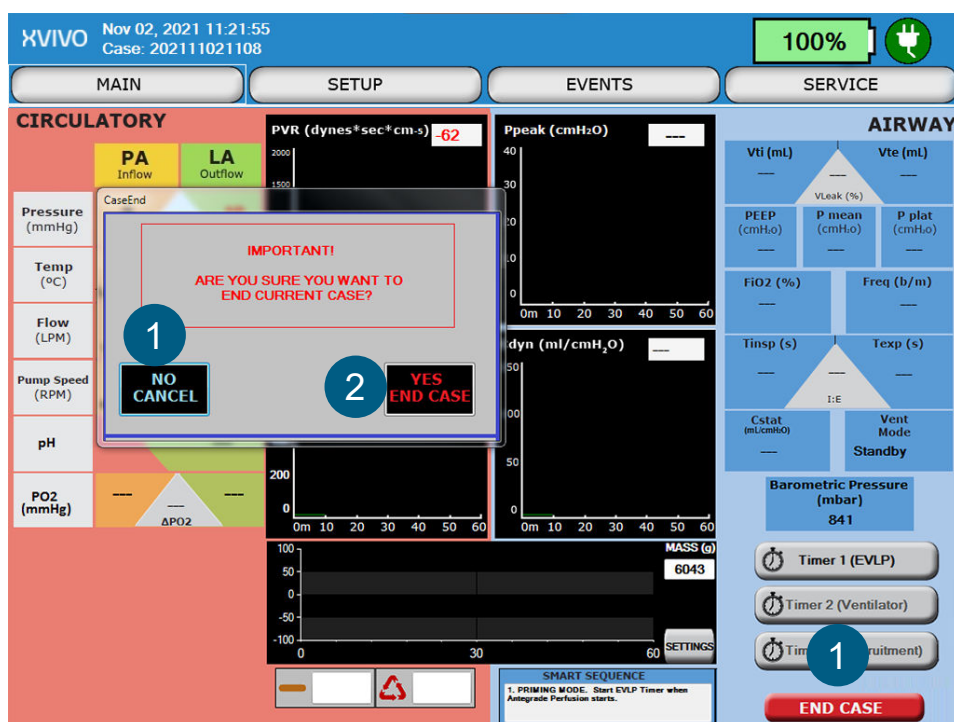 XVIVO
Nov 02, 2021 11:21:55
Case: 202111021108
100%
MAIN
SETUP
EVENTS
SERVICE
CIRCULATORY
PA
Inflow
LA
Outflow
Pressure
(mmHg)
Temp
(ºC)
Flow
(LPM)
Pump Speed
(RPM)
pH
PO2
(mmHg)
---
---
---
ΔPO2
PVR (dynes*sec*cm-5)
-62
2000
1500
200
0
0m 10 20 30 40 50 60
Ppeak (cmH2O)
---
40
30
0
0m 10 20 30 40 50 60
(ml/cmH2O)
---
50
0
0m 10 20 30 40 50 60
CaseEnd
IMPORTANT!
ARE YOU SURE YOU WANT TO
END CURRENT CASE?
1
NO
CANCEL
2
YES
END CASE
100
50
0
-50
-100
0 30 60
MASS (g)
6043
SETTINGS
SMART SEQUENCE
1. PRIMING MODE. Start EVLP Timer when
Antegrade Perfusion starts.
AIRWAY
Vti (mL)
---
Vte (mL)
---
---
VLeak (%)
PEEP
(cmH2o)
---
P mean
(cmH2o)
---
P plat
(cmH2o)
---
FiO2 (%)
---
Freq (b/m)
---
Tinsp (s)
---
Texp (s)
---
---
I:E
Cstat
(mL/cmH2O)
---
Vent
Mode
Standby
Barometric Pressure
(mbar)
841
Timer 1 (EVLP)
Timer 2 (Ventilator)
1
END CASE